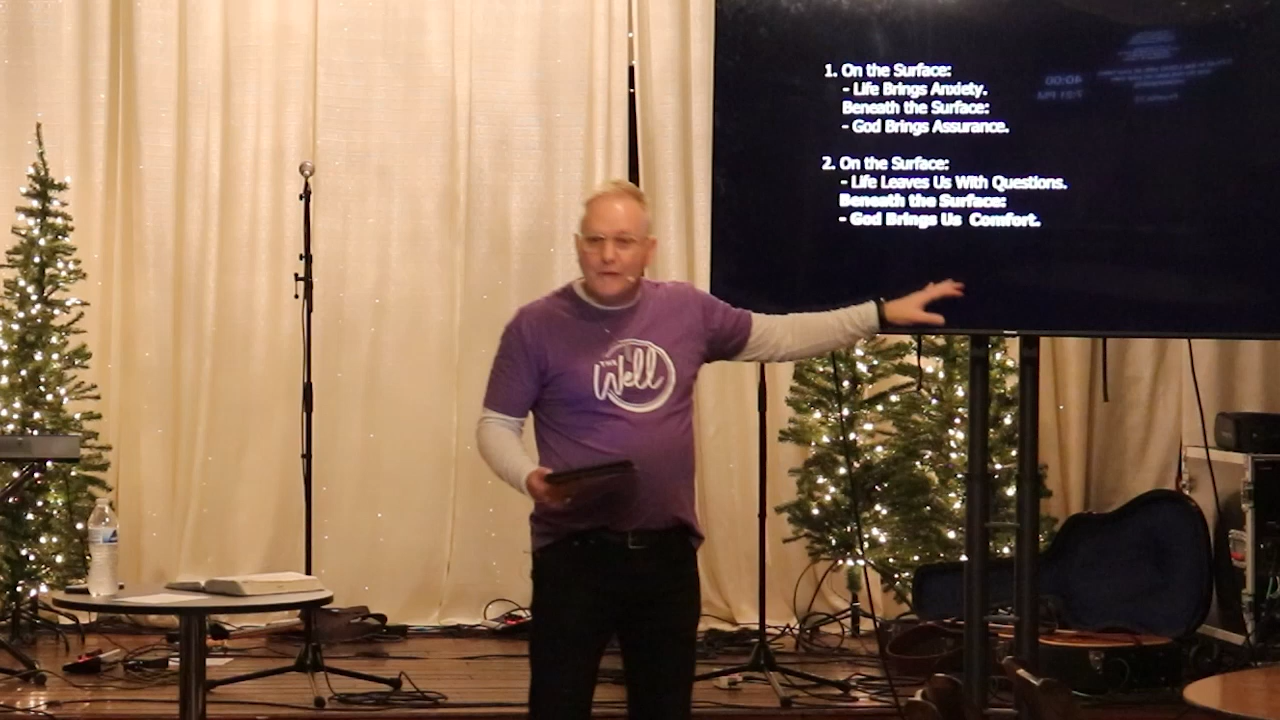 1. On the Surface:
- Life Brings Anxiety.
Beneath the Surface:
- God Brings Assurance.
2. On the Surface:
- Life Leaves Us With Questions.
Beneath the Surface:
- God Brings Us Comfort.
THE
Well